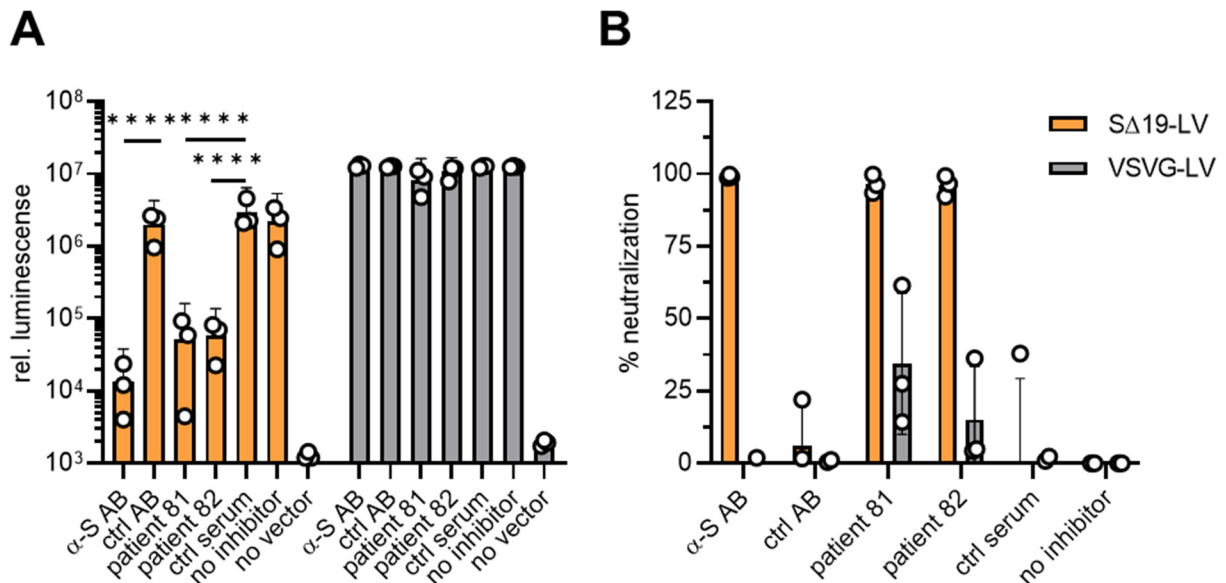 A
rel. luminescense
10⁸
10⁷
10⁶
10⁵
10⁴
10³
* * * * * * * *
* * * *
α-S AB
ctrl AB
patient 81
patient 82
ctrl serum
no inhibitor
no vector
α-S AB
ctrl AB
patient 81
patient 82
ctrl serum
no inhibitor
no vector
B
% neutralization
125
100
75
50
25
0
SΔ19-LV
VSVG-LV
α-S AB
ctrl AB
patient 81
patient 82
ctrl serum
no inhibitor